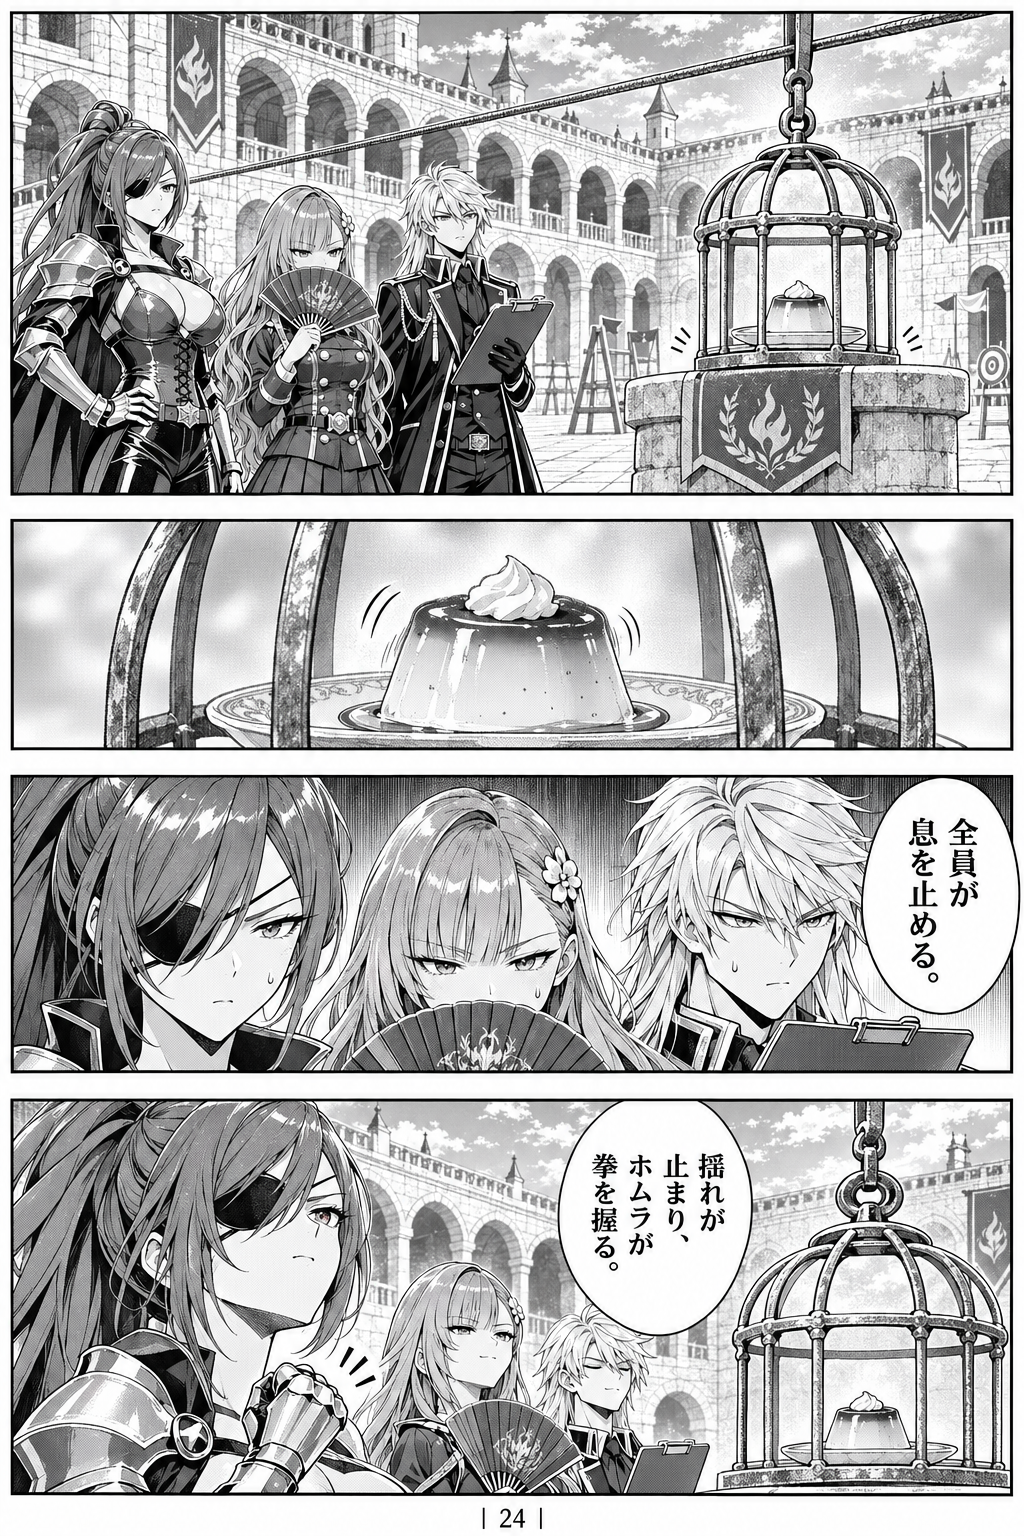 全員が
息を止める。
揺れが
止まり、
ホムラが
拳を握る。
| 24 |